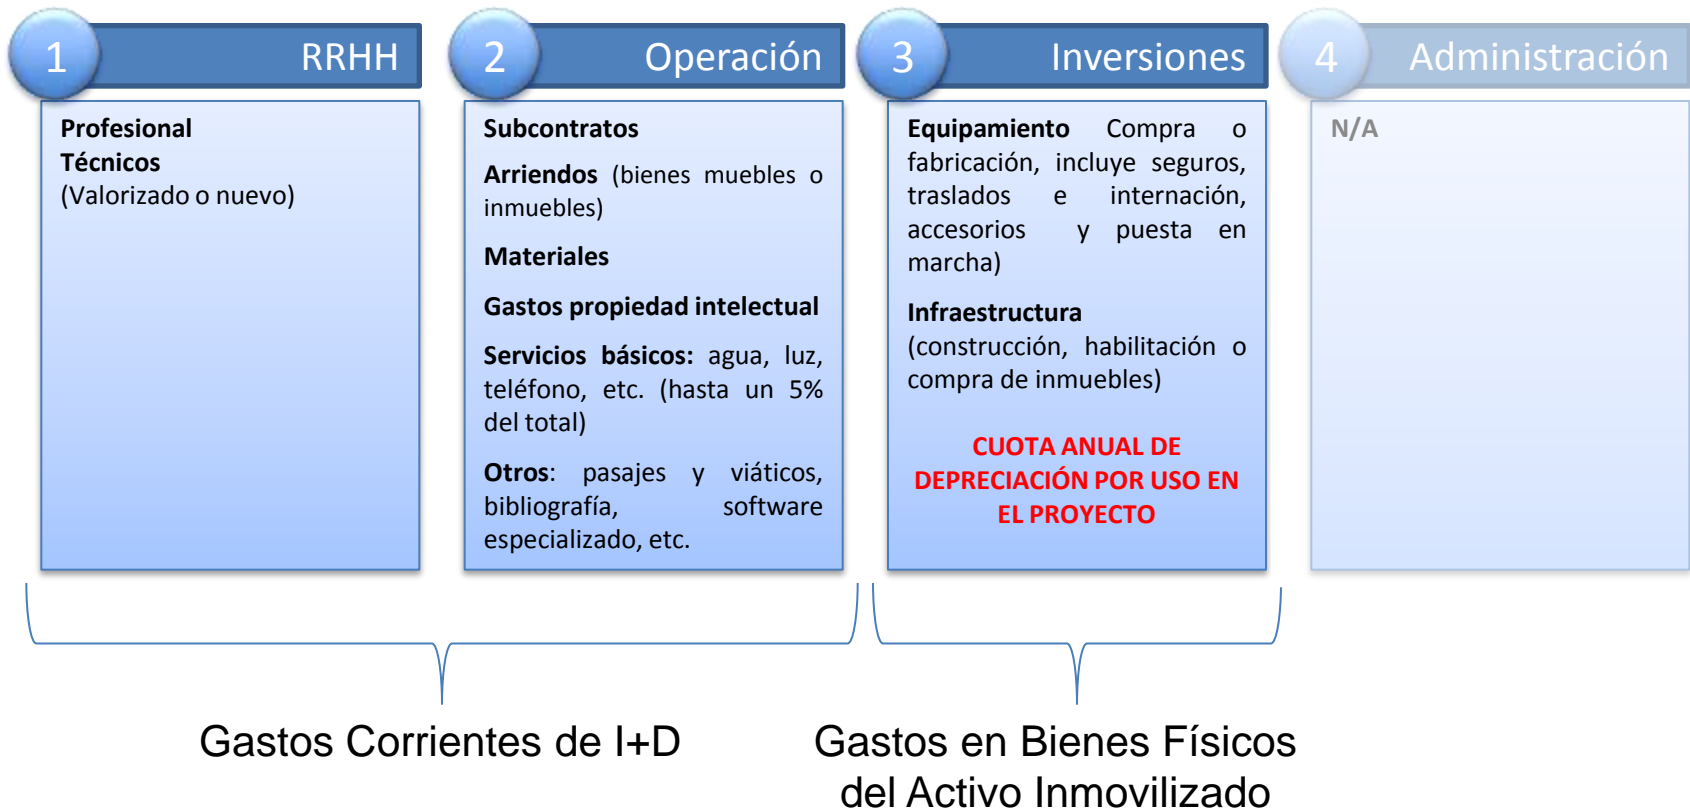 1 RRHH
Profesional
Técnicos
(Valorizado o nuevo)
2 Operación
Subcontratos
Arriendos (bienes muebles o
inmuebles)
Materiales
Gastos propiedad intelectual
Servicios básicos: agua, luz,
teléfono, etc. (hasta un 5%
del total)
Otros: pasajes y viáticos,
bibliografía, software
especializado, etc.
3 Inversiones
Equipamiento Compra o
fabricación, incluye seguros,
traslados e internación,
accesorios y puesta en
marcha)
Infraestructura
(construcción, habilitación o
compra de inmuebles)
CUOTA ANUAL DE
DEPRECIACIÓN POR USO EN
EL PROYECTO
4 Administración
N/A
Gastos Corrientes de I+D
Gastos en Bienes Físicos
del Activo Inmovilizado